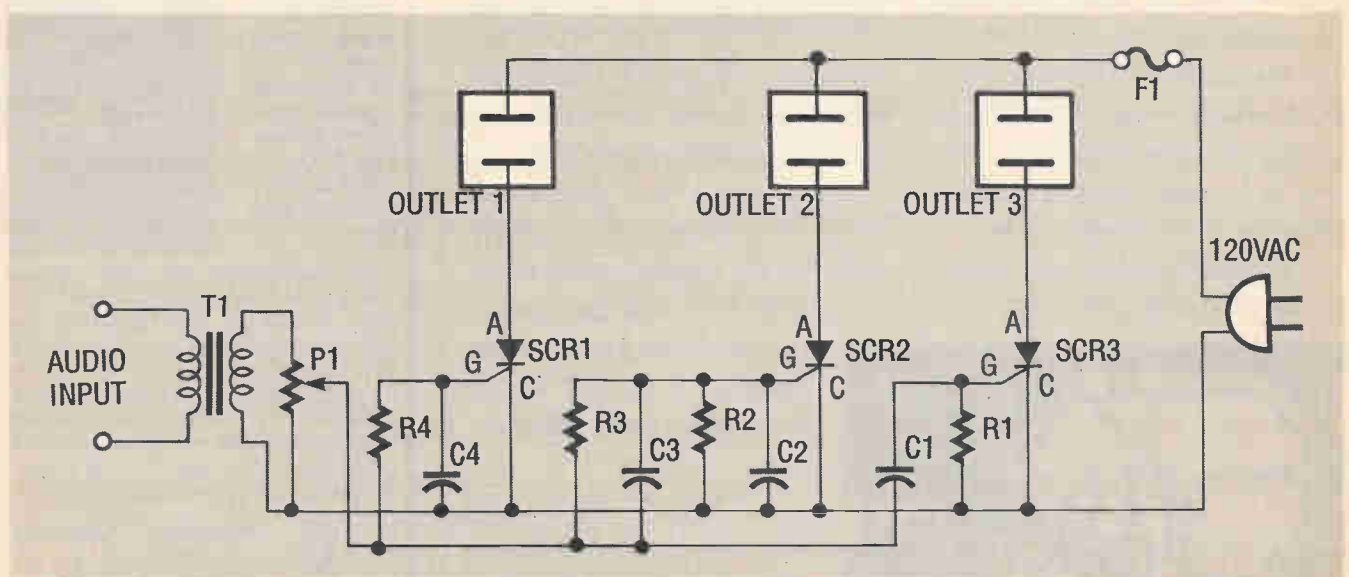 F1
OUTLET 1
OUTLET 2
OUTLET 3
120VAC
T1
P1
AUDIO
INPUT
A
G
SCR1
C
A
G
SCR2
C
A
G
SCR3
C
R4
C4
R3
C3
R2
C2
C1
R1